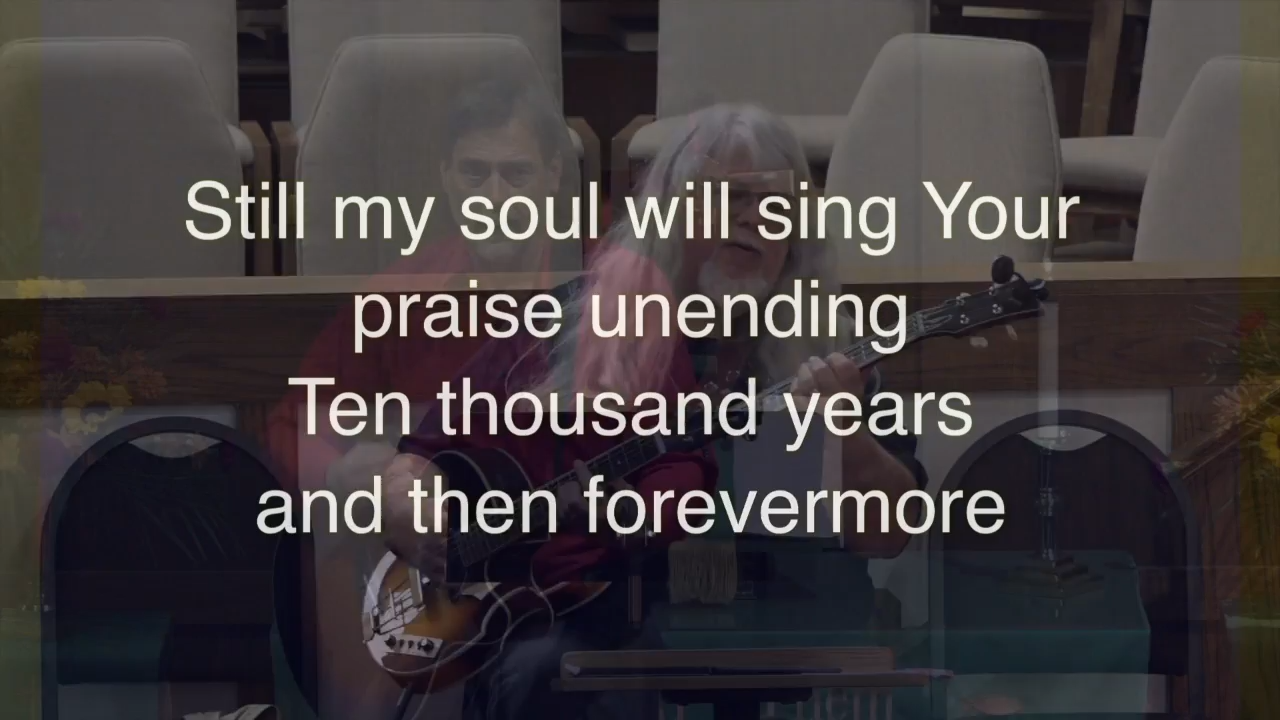 Still my soul will sing Your
praise unending
Ten thousand years
and then forevermore